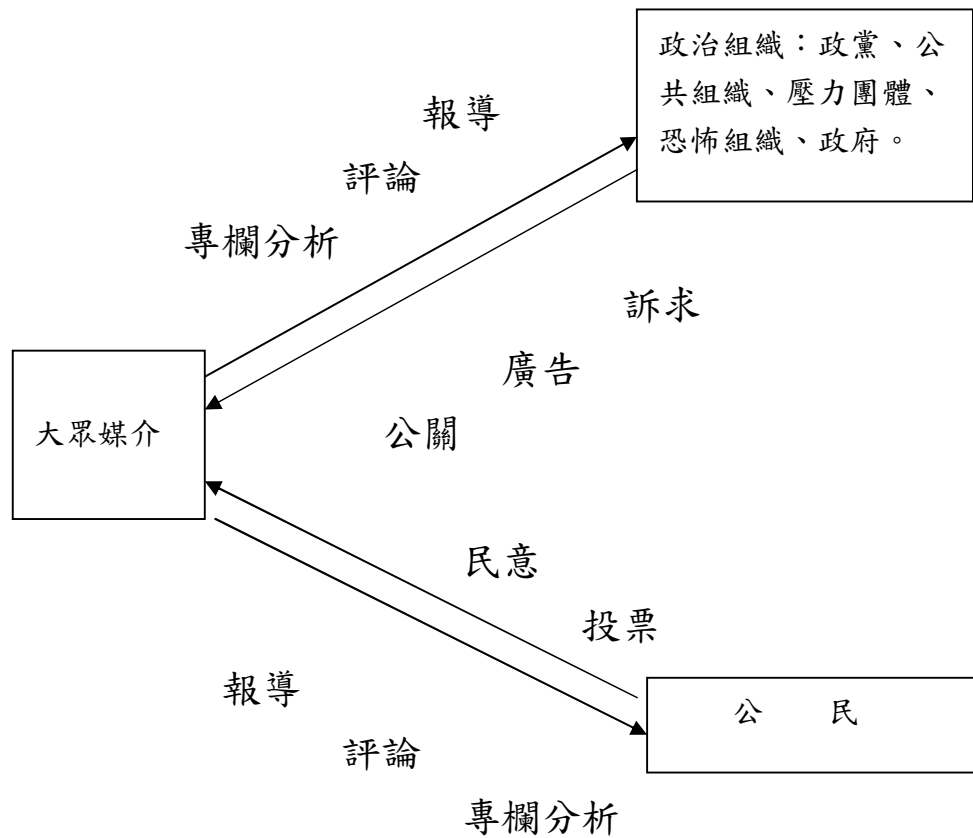 政治組織：政黨、公
共組織、壓力團體、
恐怖組織、政府。
報導
評論
專欄分析
訴求
廣告
公關
大眾媒介
民意
投票
報導
評論
專欄分析
公　　民